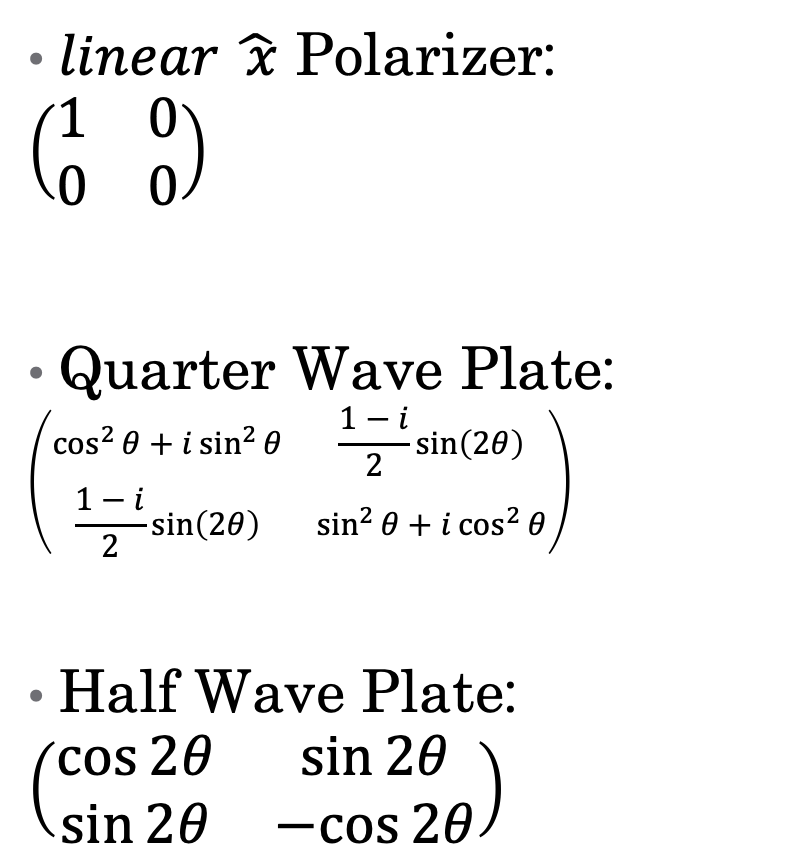 • linear x̂ Polarizer:
(1 0
0 0)
• Quarter Wave Plate:
(cos² θ + i sin² θ   (1 − i)/2 sin(2θ)
(1 − i)/2 sin(2θ)   sin² θ + i cos² θ)
• Half Wave Plate:
(cos 2θ   sin 2θ
sin 2θ   −cos 2θ)